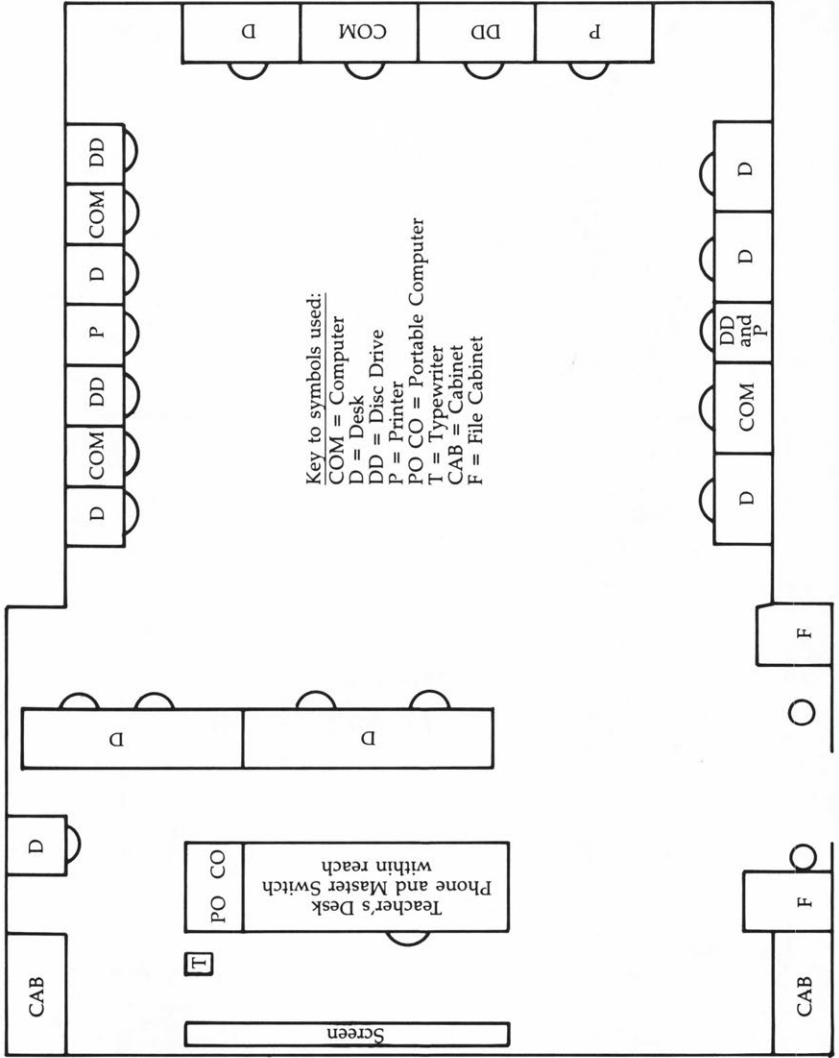 D
COM
DD
P
DD
COM
D
P
DD
COM
D
D
D
DD
and
P
COM
D
Key to symbols used:
COM = Computer
D = Desk
DD = Disc Drive
P = Printer
PO CO = Portable Computer
T = Typewriter
CAB = Cabinet
F = File Cabinet
F
D
D
D
PO CO
Teacher's Desk
Phone and Master Switch
within reach
F
T
CAB
CAB
Screen